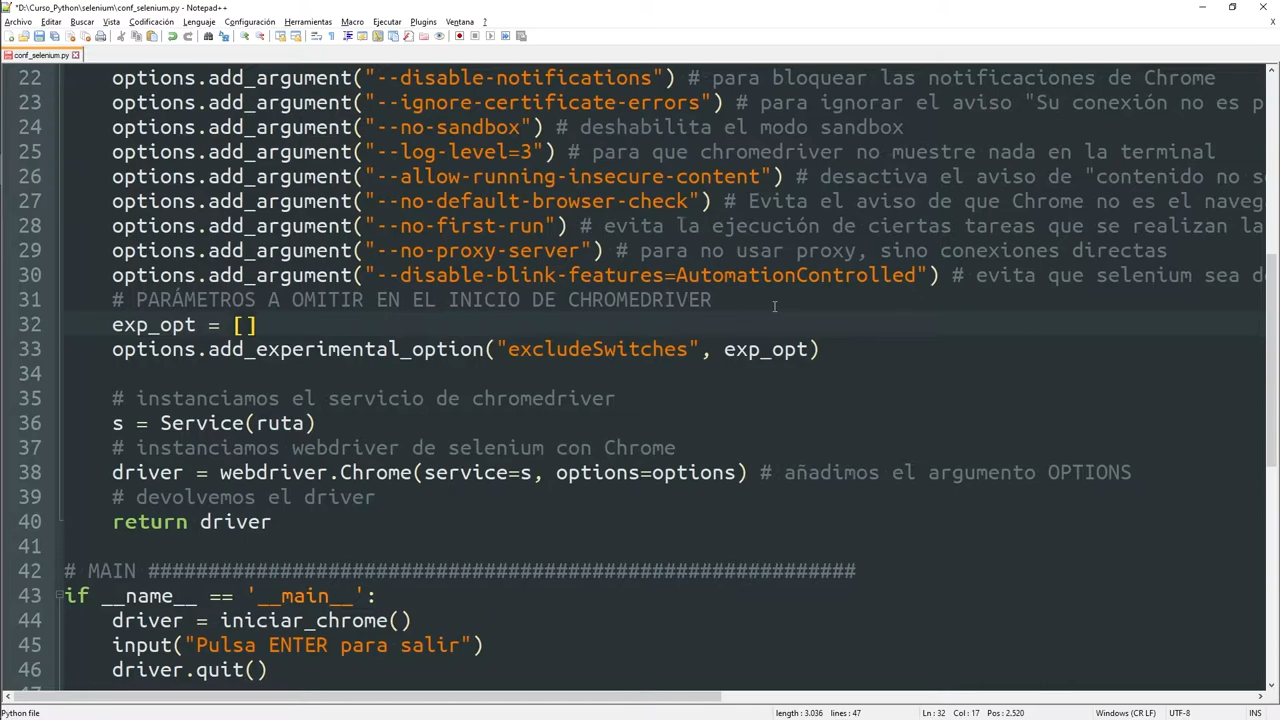 *D:\Curso_Python\selenium\conf_selenium.py - Notepad++
Archivo Editar Buscar Vista Codificación Lenguaje Configuración Herramientas Macro Ejecutar Plugins Ventana ?
conf_selenium.py
22 options.add_argument("--disable-notifications") # para bloquear las notificaciones de Chrome
23 options.add_argument("--ignore-certificate-errors") # para ignorar el aviso "Su conexión no es p
24 options.add_argument("--no-sandbox") # deshabilita el modo sandbox
25 options.add_argument("--log-level=3") # para que chromedriver no muestre nada en la terminal
26 options.add_argument("--allow-running-insecure-content") # desactiva el aviso de "contenido no se
27 options.add_argument("--no-default-browser-check") # Evita el aviso de que Chrome no es el naveg
28 options.add_argument("--no-first-run") # evita la ejecución de ciertas tareas que se realizan la
29 options.add_argument("--no-proxy-server") # para no usar proxy, sino conexiones directas
30 options.add_argument("--disable-blink-features=AutomationControlled") # evita que selenium sea de
31 # PARÁMETROS A OMITIR EN EL INICIO DE CHROMEDRIVER
32 exp_opt = []
33 options.add_experimental_option("excludeSwitches", exp_opt)
34
35 # instanciamos el servicio de chromedriver
36 s = Service(ruta)
37 # instanciamos webdriver de selenium con Chrome
38 driver = webdriver.Chrome(service=s, options=options) # añadimos el argumento OPTIONS
39 # devolvemos el driver
40 return driver
41
42 # MAIN ###########################################################
43 if __name__ == '__main__':
44 driver = iniciar_chrome()
45 input("Pulsa ENTER para salir")
46 driver.quit()
Python file length : 3.036 lines : 47 Ln : 32 Col : 17 Pos : 2.520 Windows (CR LF) UTF-8 INS